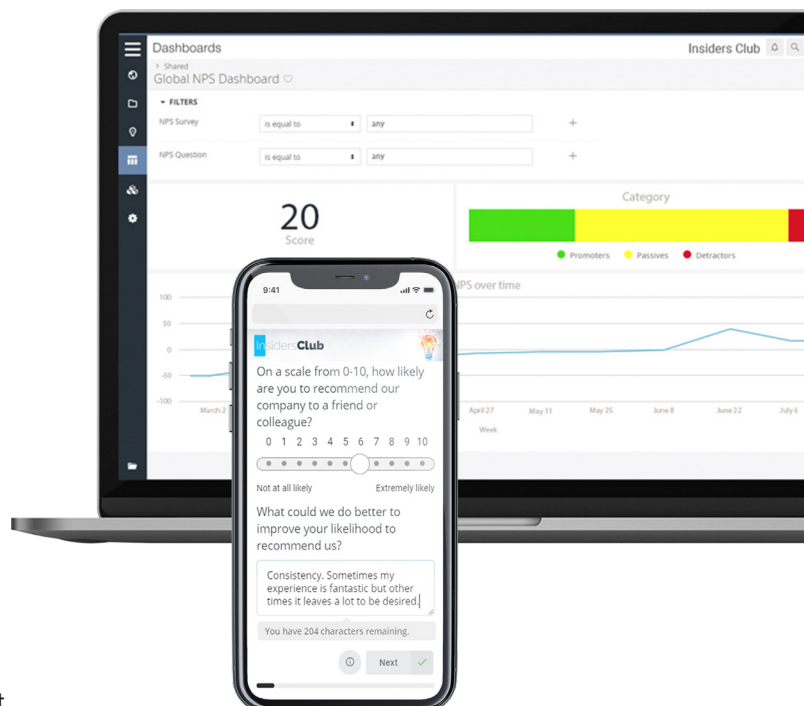 Dashboards
Insiders Club
> Shared
Global NPS Dashboard
FILTERS
NPS Survey
is equal to
any
+
NPS Question
is equal to
any
+
20
Score
Category
Promoters
Passives
Detractors
NPS over time
100
50
0
-50
-100
March 2
April 27
May 11
May 25
June 8
June 22
July 6
Week
9:41
InsidersClub
On a scale from 0-10, how likely
are you to recommend our
company to a friend or
colleague?
0 1 2 3 4 5 6 7 8 9 10
Not at all likely
Extremely likely
What could we do better to
improve your likelihood to
recommend us?
Consistency. Sometimes my
experience is fantastic but other
times it leaves a lot to be desired.
You have 204 characters remaining.
Next